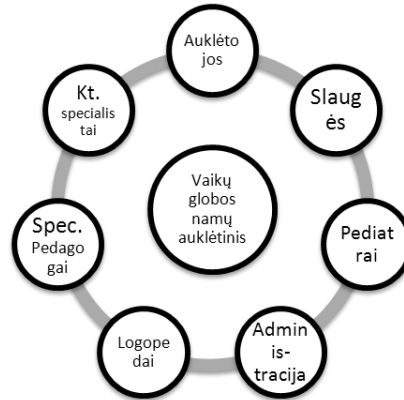 Auklėto
jos
Slaug
ės
Pediat
rai
Admin
is-
tracija
Logope
dai
Spec.
Pedago
gai
Kt.
specialis
tai
Vaikų
globos
namų
auklėtinis